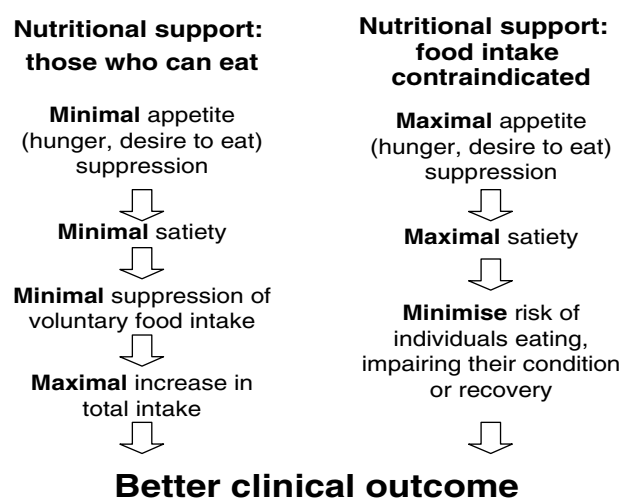 Nutritional support:
those who can eat
Minimal appetite
(hunger, desire to eat)
suppression
Minimal satiety
Minimal suppression of
voluntary food intake
Maximal increase in
total intake
Nutritional support:
food intake
contraindicated
Maximal appetite
(hunger, desire to eat)
suppression
Maximal satiety
Minimise risk of
individuals eating,
impairing their condition
or recovery
Better clinical outcome